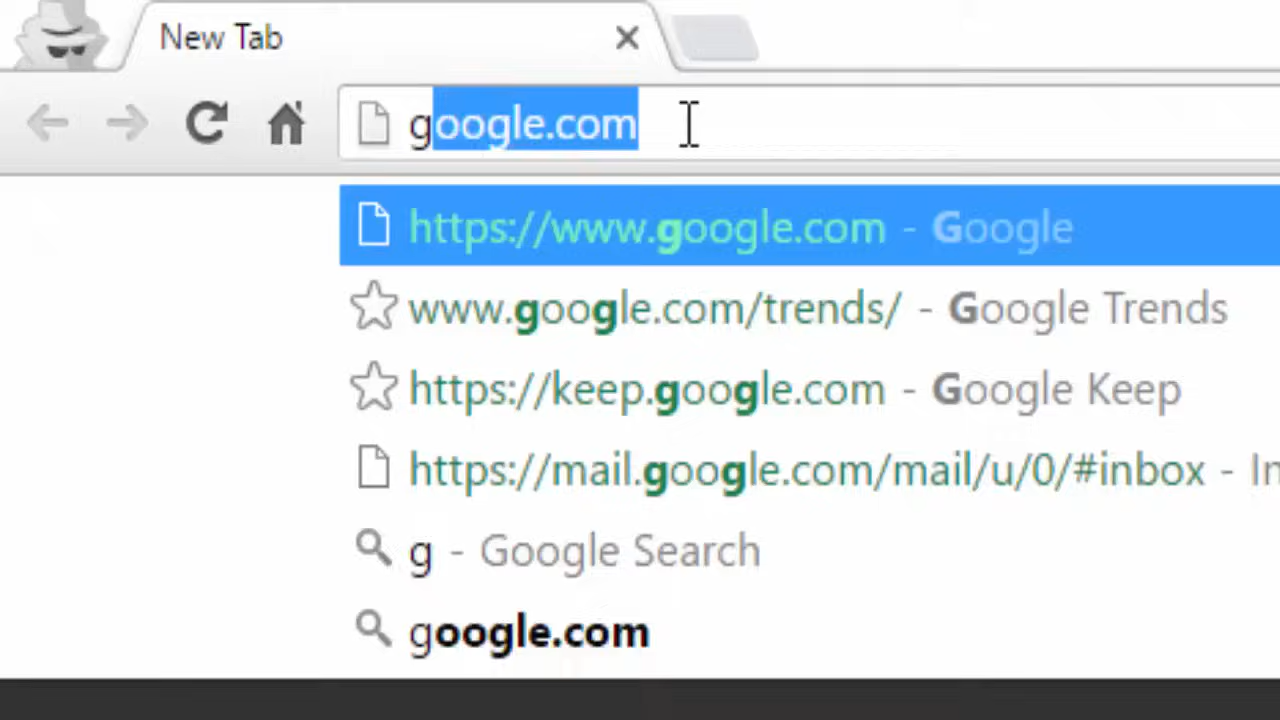 New Tab
google.com
https://www.google.com - Google
www.google.com/trends/ - Google Trends
https://keep.google.com - Google Keep
https://mail.google.com/mail/u/0/#inbox - In
g - Google Search
google.com